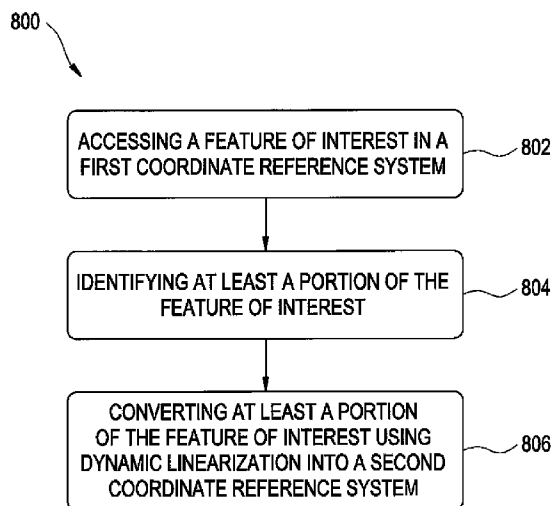 800
ACCESSING A FEATURE OF INTEREST IN A
FIRST COORDINATE REFERENCE SYSTEM
802
IDENTIFYING AT LEAST A PORTION OF THE
FEATURE OF INTEREST
804
CONVERTING AT LEAST A PORTION
OF THE FEATURE OF INTEREST USING
DYNAMIC LINEARIZATION INTO A SECOND
COORDINATE REFERENCE SYSTEM
806